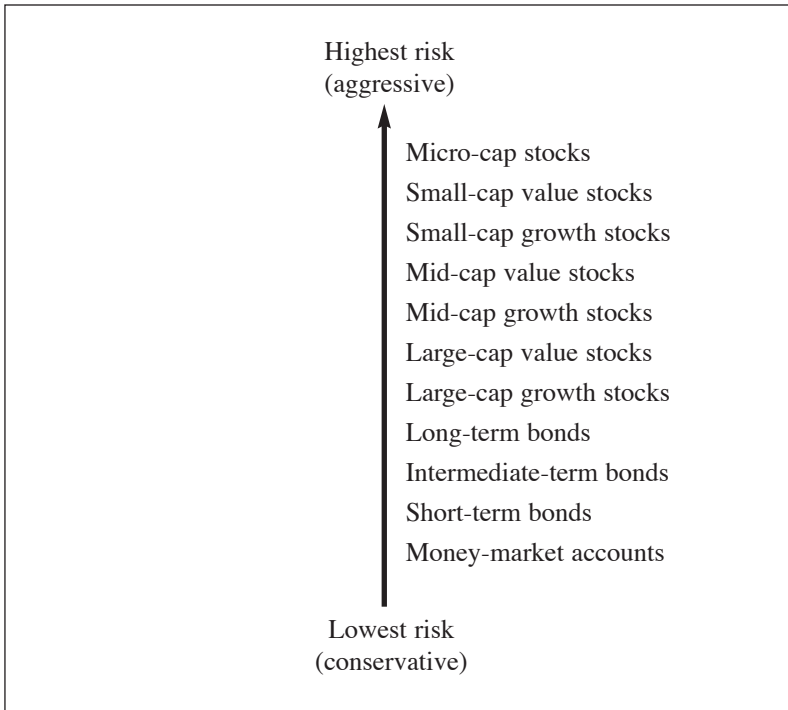 Highest risk
(aggressive)
Micro-cap stocks
Small-cap value stocks
Small-cap growth stocks
Mid-cap value stocks
Mid-cap growth stocks
Large-cap value stocks
Large-cap growth stocks
Long-term bonds
Intermediate-term bonds
Short-term bonds
Money-market accounts
Lowest risk
(conservative)